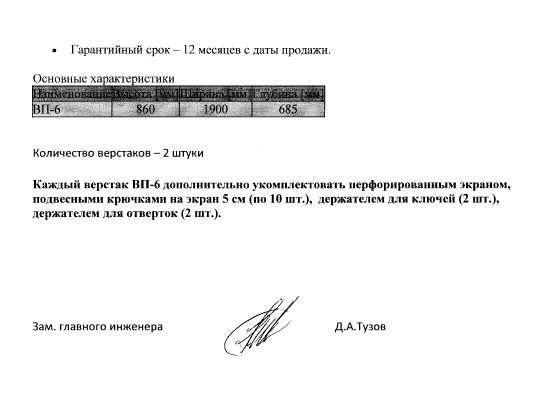 • Гарантийный срок – 12 месяцев с даты продажи.
Основные характеристики
Наименование Высота [мм] Ширина [мм] Глубина [мм]
ВП-6 860 1900 685
Количество верстаков – 2 штуки
Каждый верстак ВП-6 дополнительно укомплектовать перфорированным экраном,
подвесными крючками на экран 5 см (по 10 шт.), держателем для ключей (2 шт.),
держателем для отверток (2 шт.).
Зам. главного инженера Д.А.Тузов